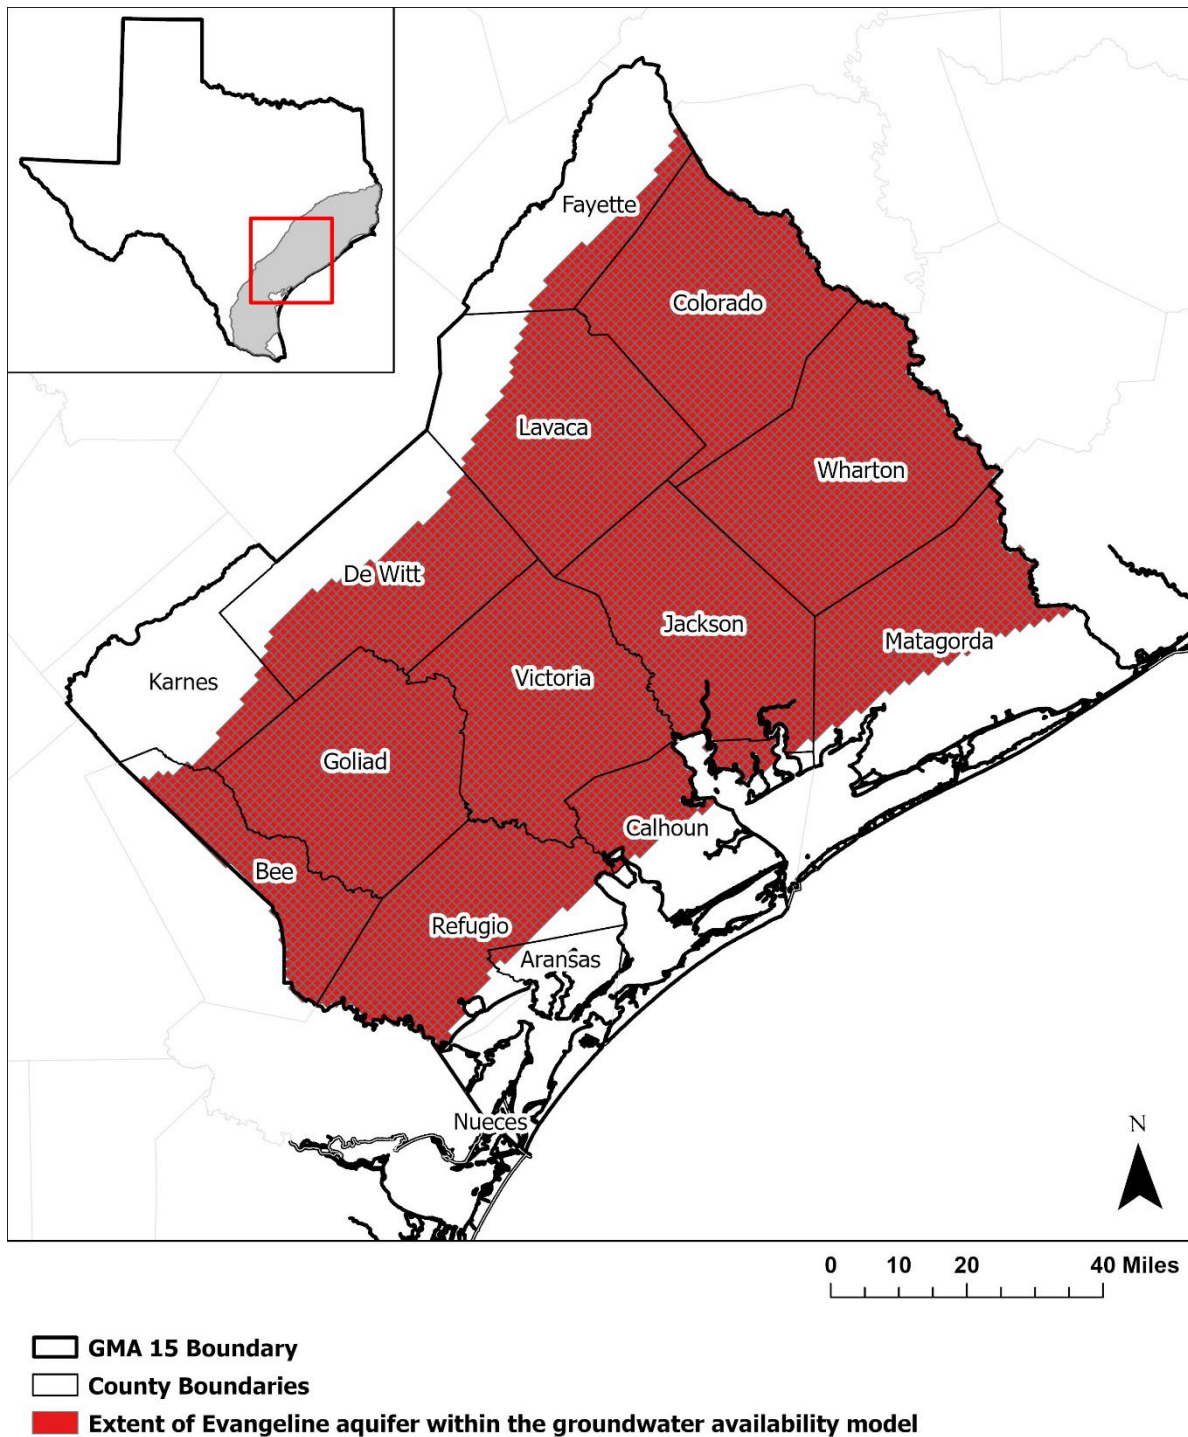 Fayette
Colorado
Lavaca
Wharton
De Witt
Jackson
Matagorda
Karnes
Victoria
Goliad
Calhoun
Bee
Refugio
Aransas
Nueces
N
0 10 20 40 Miles
GMA 15 Boundary
County Boundaries
Extent of Evangeline aquifer within the groundwater availability model